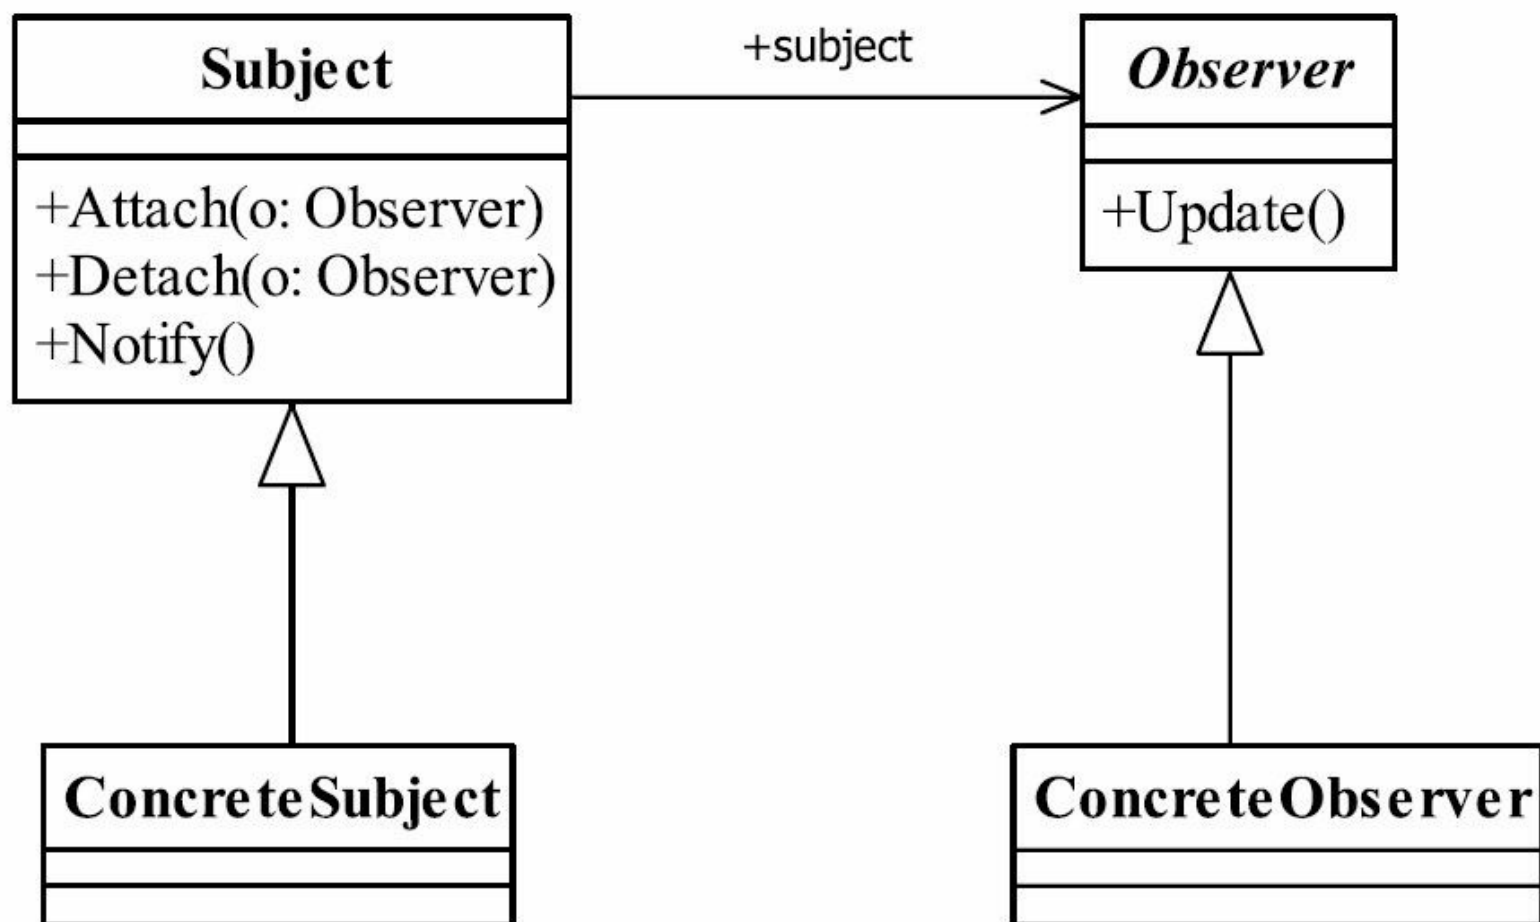 Subject
+Attach(o: Observer)
+Detach(o: Observer)
+Notify()
+subject
Observer
+Update()
ConcreteSubject
ConcreteObserver